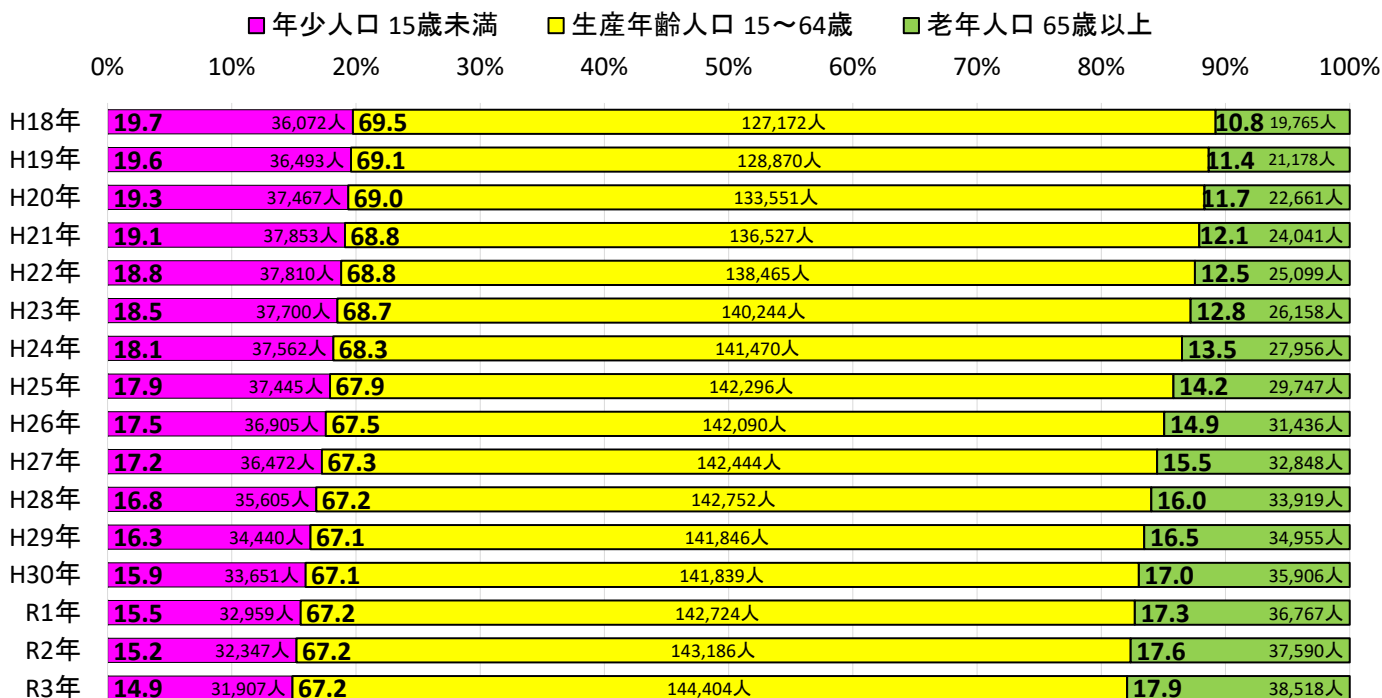 年少人口 15歳未満 生産年齢人口 15～64歳 老年人口 65歳以上
0% 10% 20% 30% 40% 50% 60% 70% 80% 90% 100%
H18年 19.7 36,072人 69.5 127,172人 10.8 19,765人
H19年 19.6 36,493人 69.1 128,870人 11.4 21,178人
H20年 19.3 37,467人 69.0 133,551人 11.7 22,661人
H21年 19.1 37,853人 68.8 136,527人 12.1 24,041人
H22年 18.8 37,810人 68.8 138,465人 12.5 25,099人
H23年 18.5 37,700人 68.7 140,244人 12.8 26,158人
H24年 18.1 37,562人 68.3 141,470人 13.5 27,956人
H25年 17.9 37,445人 67.9 142,296人 14.2 29,747人
H26年 17.5 36,905人 67.5 142,090人 14.9 31,436人
H27年 17.2 36,472人 67.3 142,444人 15.5 32,848人
H28年 16.8 35,605人 67.2 142,752人 16.0 33,919人
H29年 16.3 34,440人 67.1 141,846人 16.5 34,955人
H30年 15.9 33,651人 67.1 141,839人 17.0 35,906人
R1年 15.5 32,959人 67.2 142,724人 17.3 36,767人
R2年 15.2 32,347人 67.2 143,186人 17.6 37,590人
R3年 14.9 31,907人 67.2 144,404人 17.9 38,518人